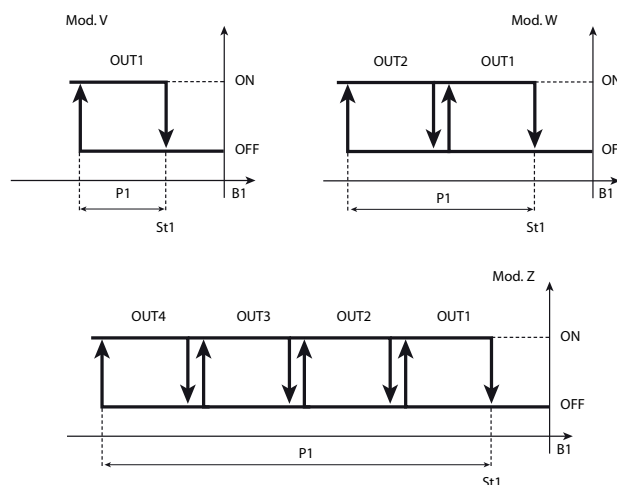 Mod. V
OUT1
ON
OFF
P1
B1
St1
Mod. W
OUT2 OUT1
ON
OFF
P1
B1
St1
Mod. Z
OUT4 OUT3 OUT2 OUT1
ON
OFF
P1
B1
St1